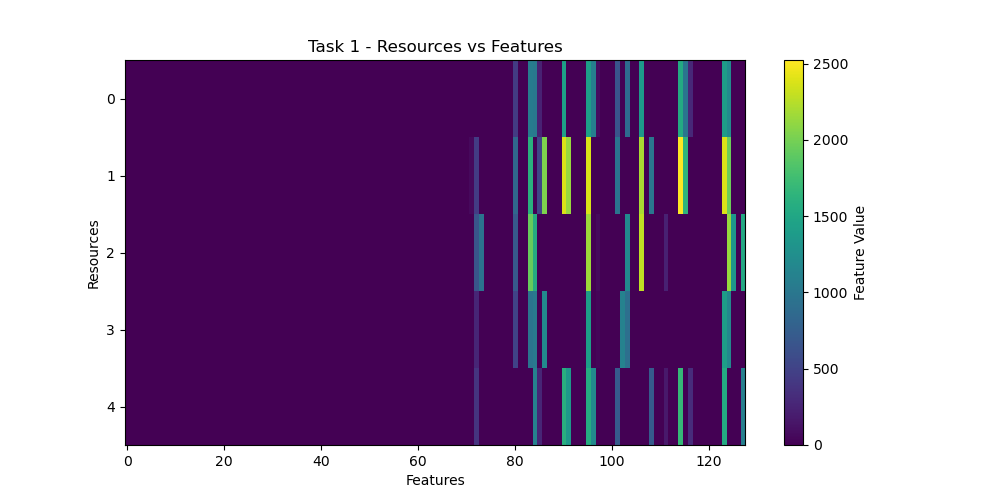 Task 1 - Resources vs Features
Resources
0
1
2
3
4
0 20 40 60 80 100 120
Features
2500
2000
1500
1000
500
0
Feature Value